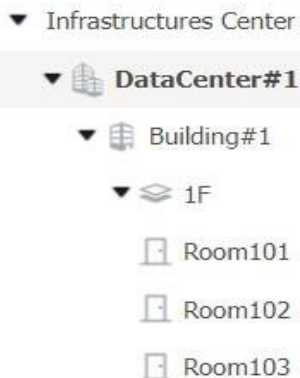 Infrastructures Center
DataCenter#1
Building#1
1F
Room101
Room102
Room103